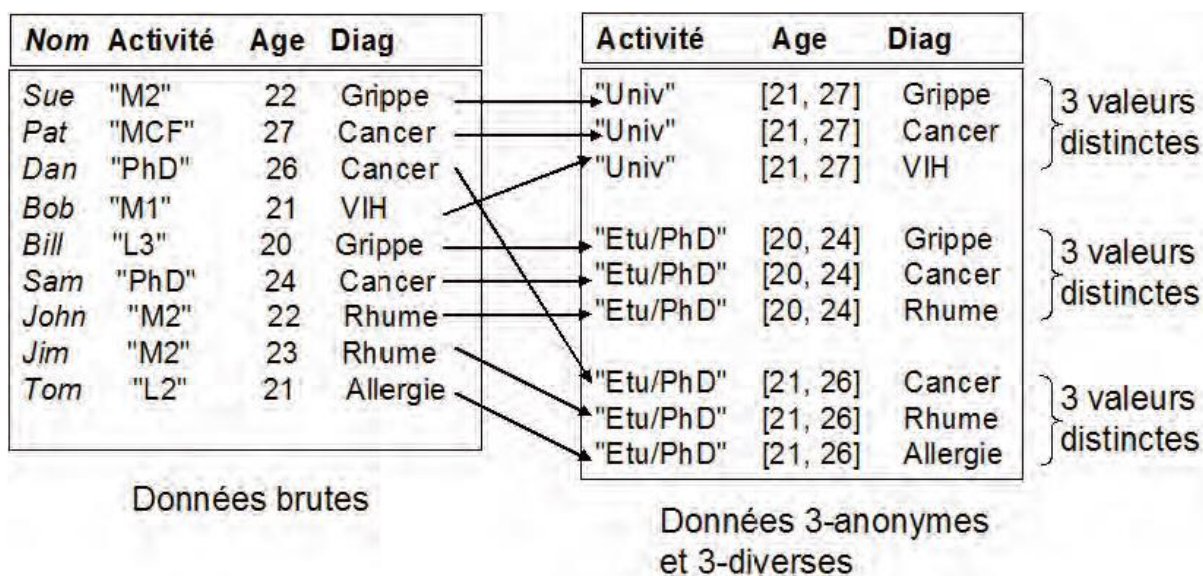 Nom Activité Age Diag
Sue "M2" 22 Grippe
Pat "MCF" 27 Cancer
Dan "PhD" 26 Cancer
Bob "M1" 21 VIH
Bill "L3" 20 Grippe
Sam "PhD" 24 Cancer
John "M2" 22 Rhume
Jim "M2" 23 Rhume
Tom "L2" 21 Allergie
Données brutes
Activité Age Diag
"Univ" [21, 27] Grippe
"Univ" [21, 27] Cancer
"Univ" [21, 27] VIH
"Etu/PhD" [20, 24] Grippe
"Etu/PhD" [20, 24] Cancer
"Etu/PhD" [20, 24] Rhume
"Etu/PhD" [21, 26] Cancer
"Etu/PhD" [21, 26] Rhume
"Etu/PhD" [21, 26] Allergie
3 valeurs
distinctes
3 valeurs
distinctes
3 valeurs
distinctes
Données 3-anonymes
et 3-diverses